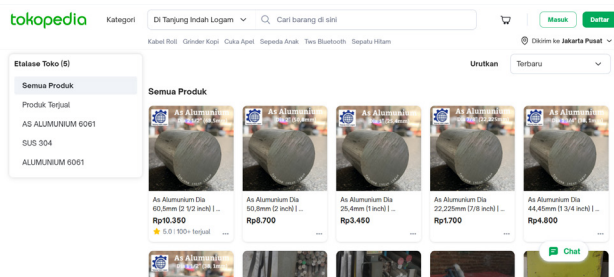 tokopedia
Kategori
Di Tanjung Indah Logam
Cari barang di sini
Masuk
Daftar
Kabel Roli Grinder Kopi Cuka Apel Sepeda Anak Tws Bluetooth Sepatu Hitam
Dikirim ke Jakarta Pusat
Etalase Toko (5)
Semua Produk
Produk Terjual
AS ALUMUNIUM 6061
SUS 304
ALUMUNIUM 6061
Urutkan
Terbaru
Semua Produk
As Alumunium
As Alumunium
As Alumunium
As Alumunium
As Alumunium
As Alumunium Dia
60,5mm (2 1/2 inch) | ...
Rp10.350
5.0 | 100+ terjual
As Alumunium Dia
50,8mm (2 inch) | ...
Rp8.700
As Alumunium Dia
25,4mm (1 inch) | ...
Rp3.450
As Alumunium Dia
22,225mm (7/8 inch) | ...
Rp1.700
As Alumunium Dia
44,45mm (1 3/4 inch) | ...
Rp4.800
As Alumunium
Chat